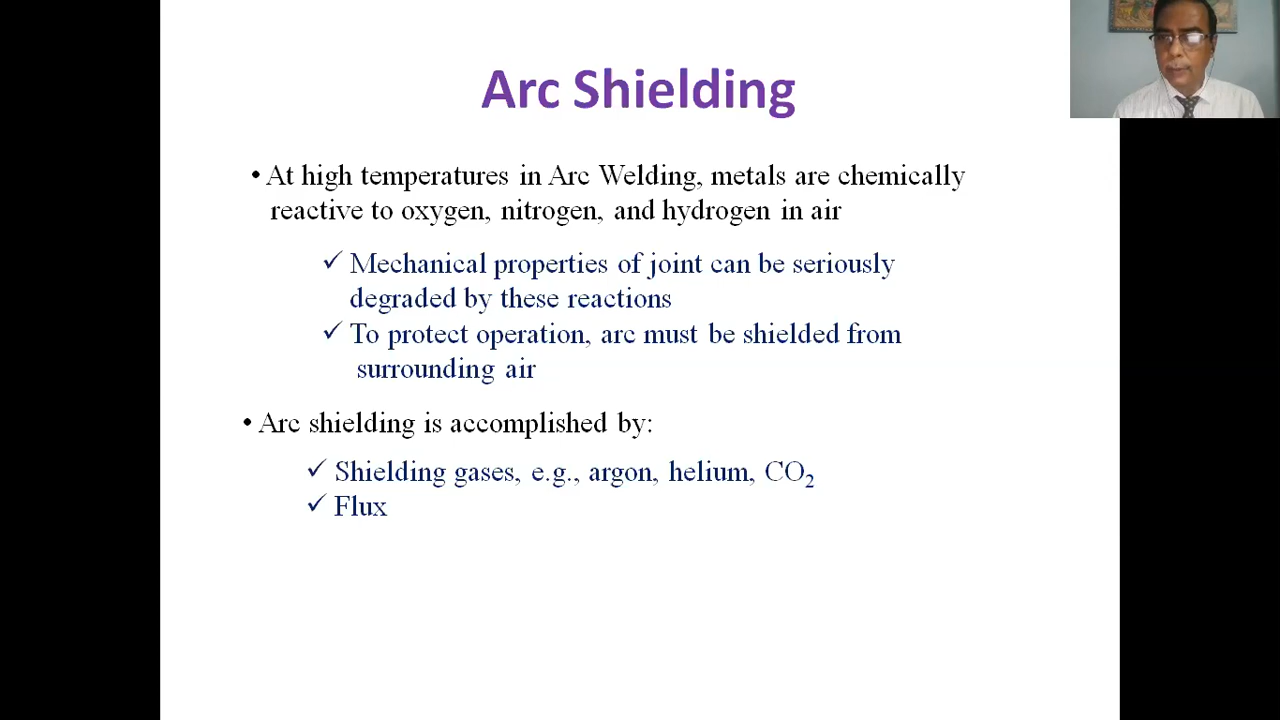 Arc Shielding
• At high temperatures in Arc Welding, metals are chemically
reactive to oxygen, nitrogen, and hydrogen in air
✓ Mechanical properties of joint can be seriously
degraded by these reactions
✓ To protect operation, arc must be shielded from
surrounding air
• Arc shielding is accomplished by:
✓ Shielding gases, e.g., argon, helium, CO₂
✓ Flux